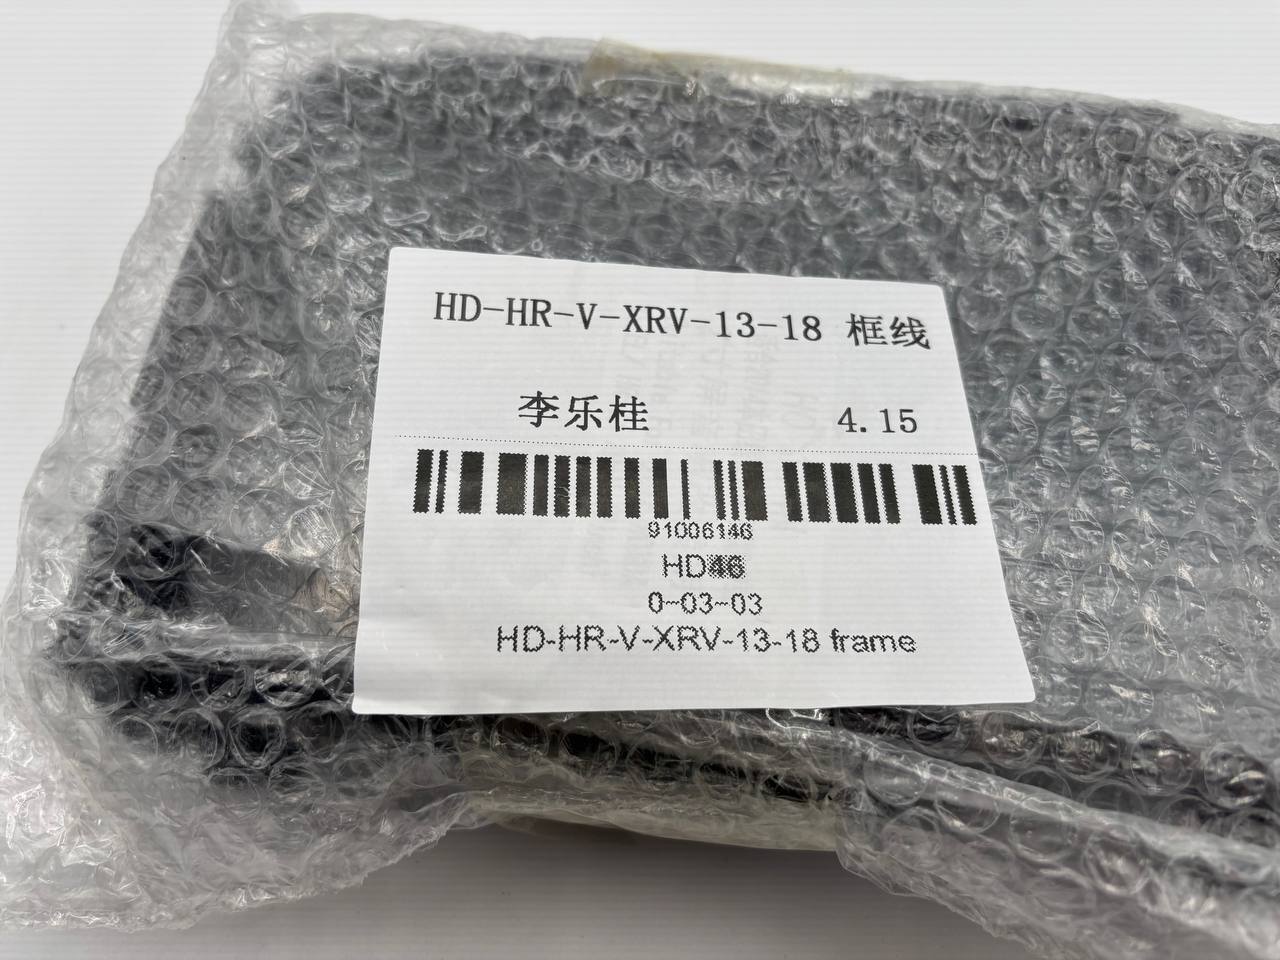 HD-HR-V-XRV-13-18 框线
李乐桂 4.15
91006146
HD46
0-03-03
HD-HR-V-XRV-13-18 frame